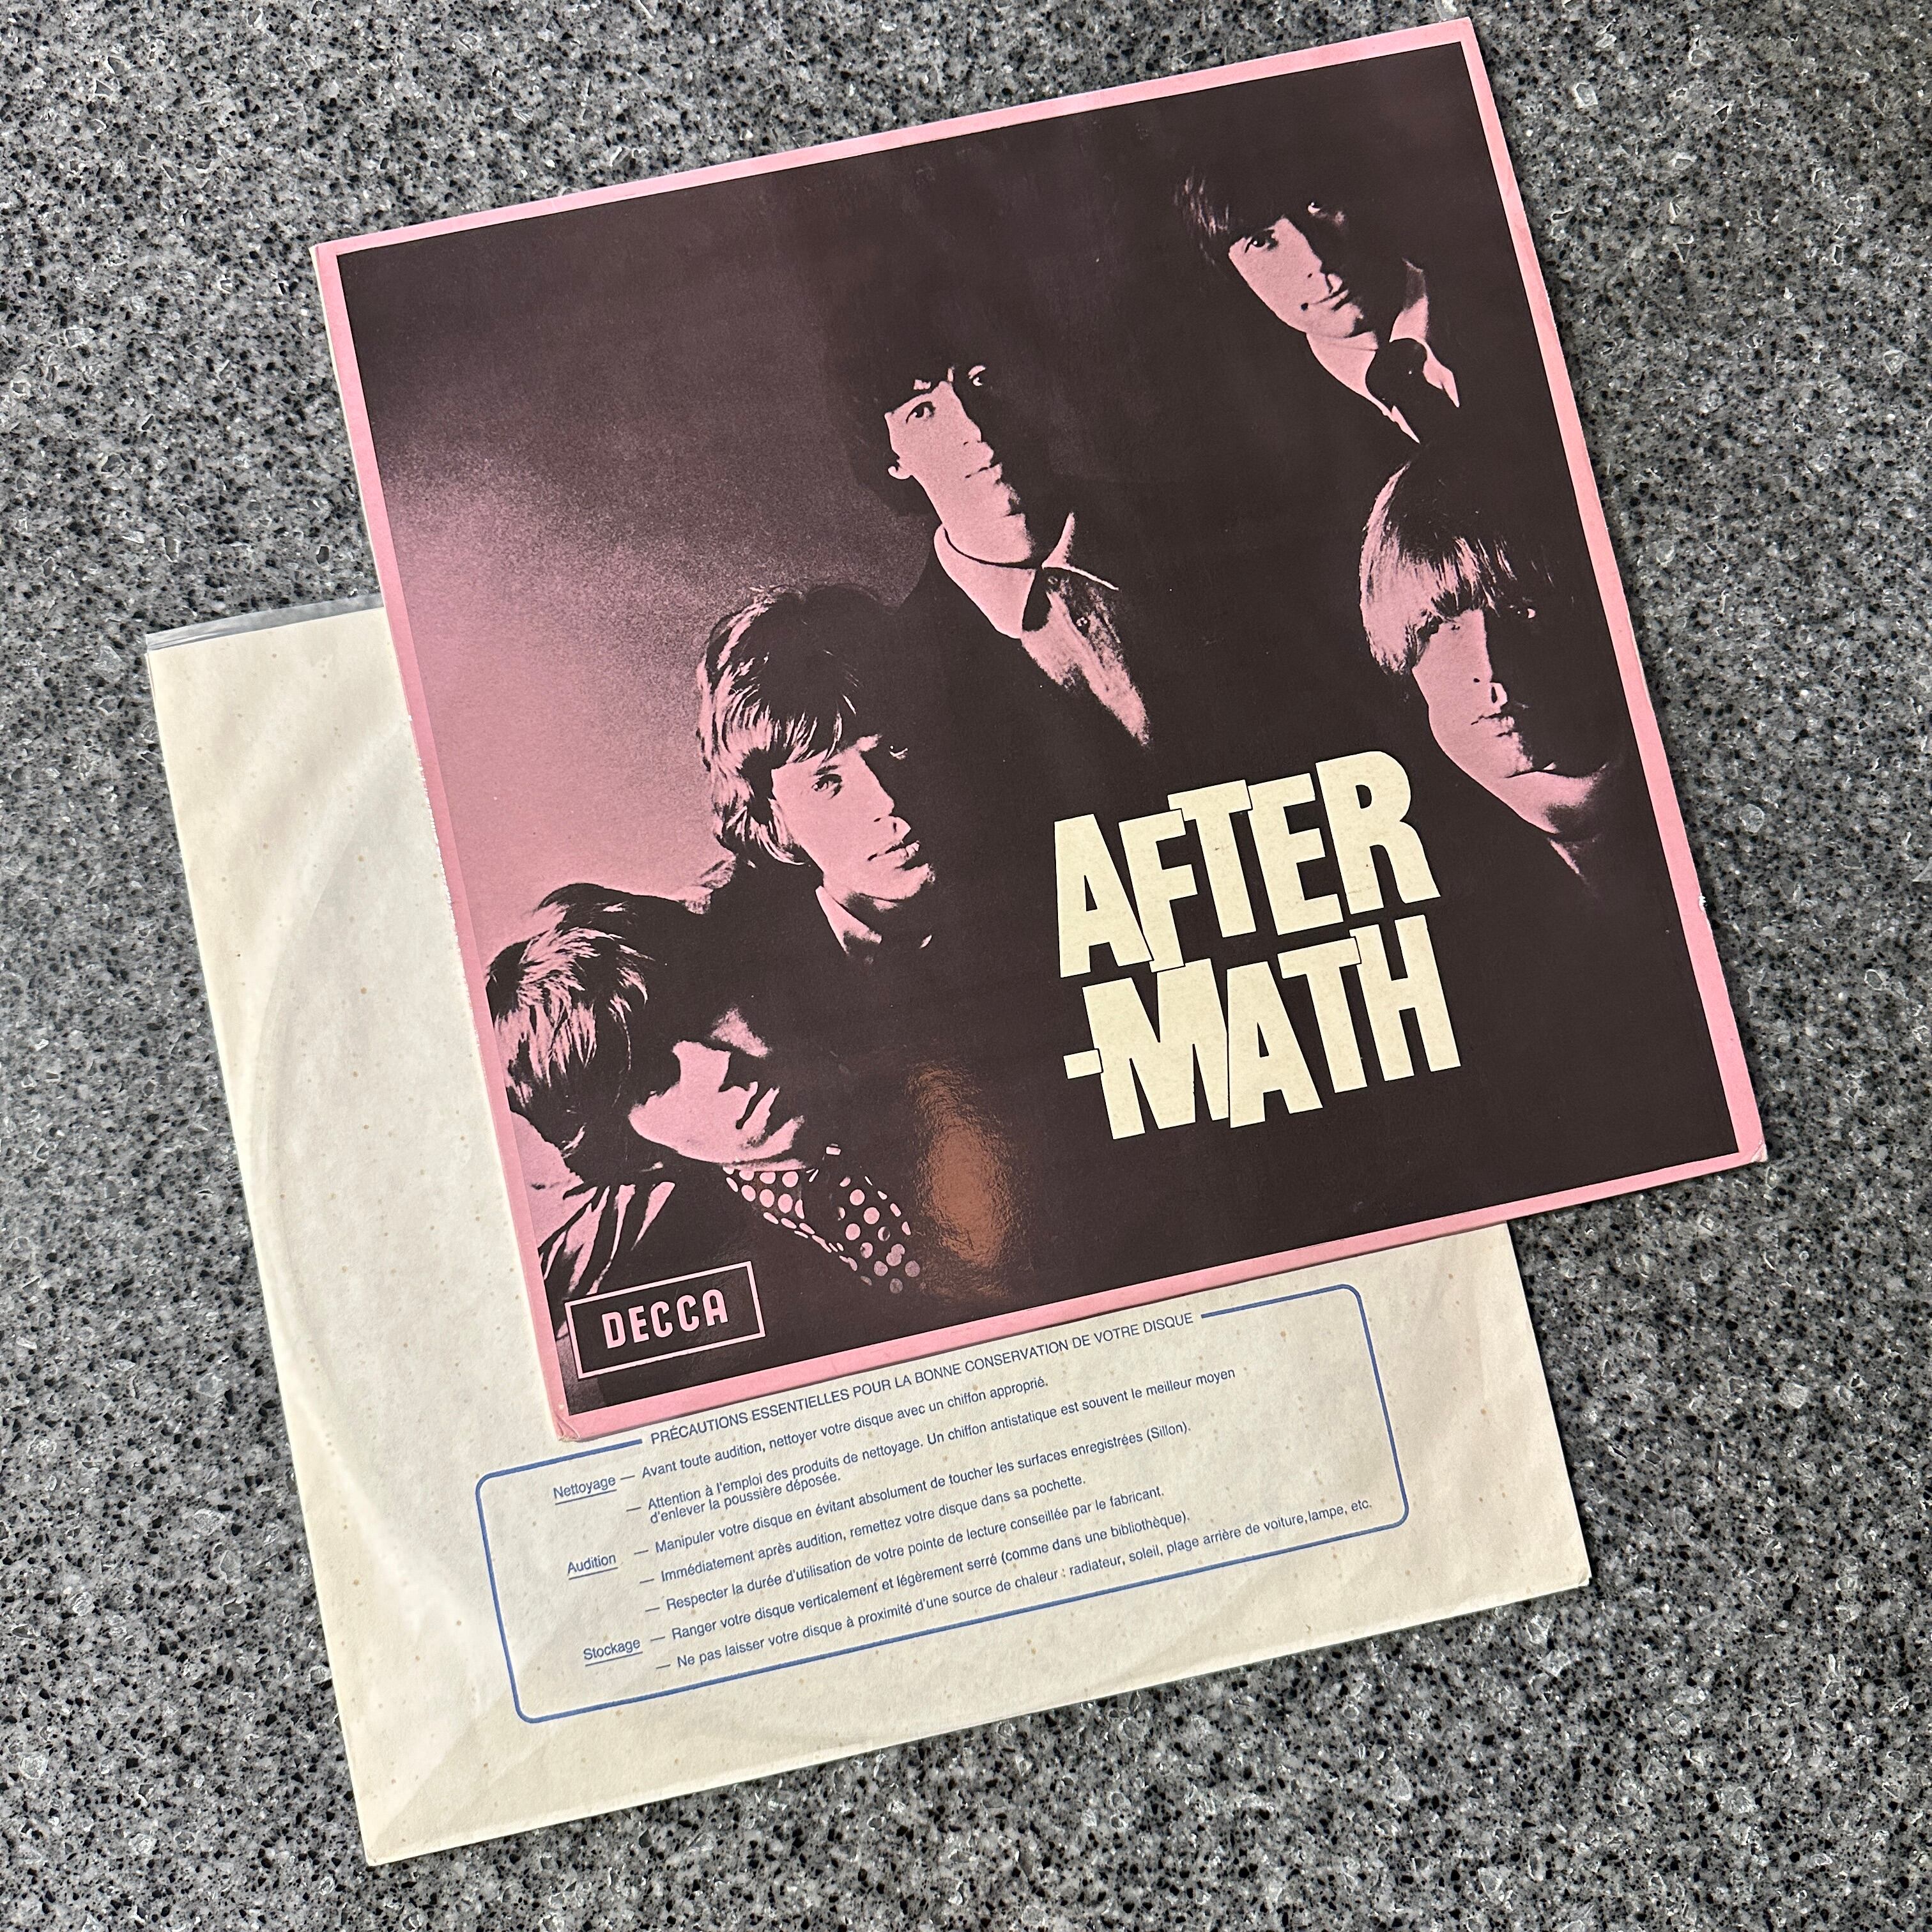 AFTER
-MATH
DECCA
PRÉCAUTIONS ESSENTIELLES POUR LA BONNE CONSERVATION DE VOTRE DISQUE
Nettoyage — Avant toute audition, nettoyer votre disque avec un chiffon approprié.
— Attention à l'emploi des produits de nettoyage. Un chiffon antistatique est souvent le meilleur moyen
d'enlever la poussière déposée.
Audition — Manipuler votre disque en évitant absolument de toucher les surfaces enregistrées (Sillon).
— Immédiatement après audition, remettez votre disque dans sa pochette.
— Respecter la durée d'utilisation de votre pointe de lecture conseillée par le fabricant.
Stockage — Ranger votre disque verticalement et légèrement serré (comme dans une bibliothèque).
— Ne pas laisser votre disque à proximité d'une source de chaleur : radiateur, soleil, plage arrière de voiture, lampe, etc.